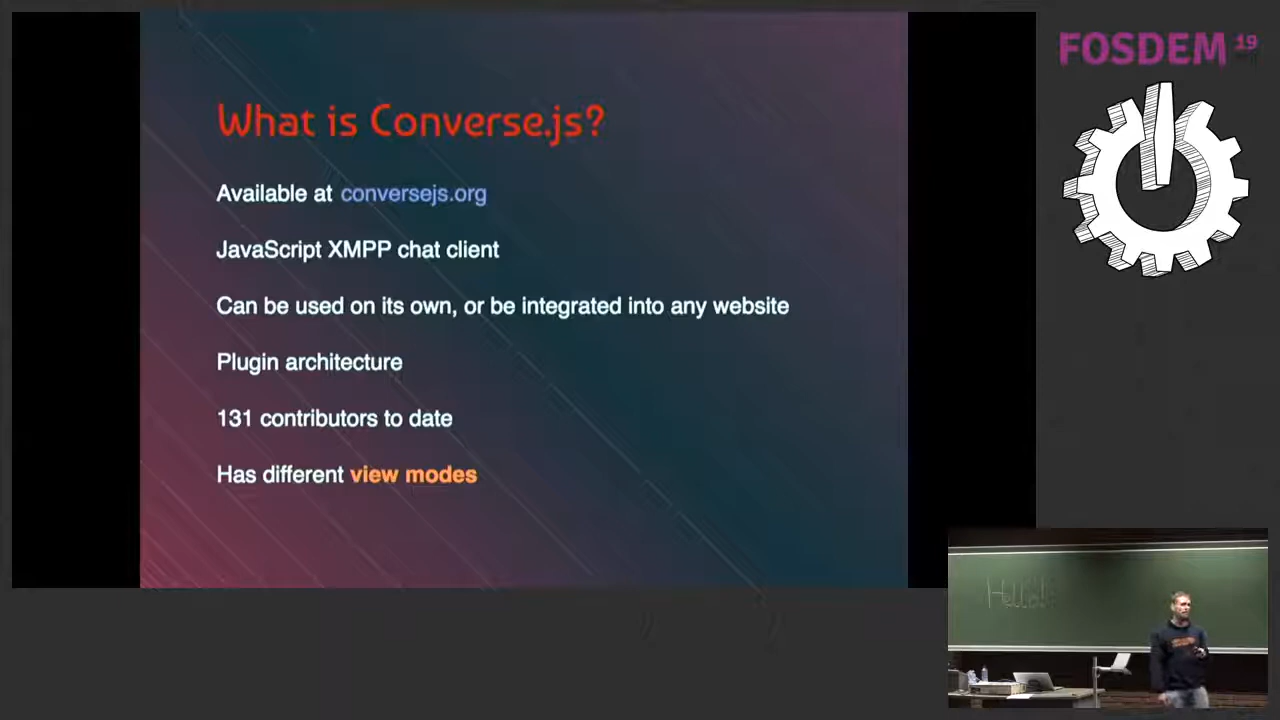 What is Converse.js?
Available at conversejs.org
JavaScript XMPP chat client
Can be used on its own, or be integrated into any website
Plugin architecture
131 contributors to date
Has different view modes
FOSDEM 19
Hello!!